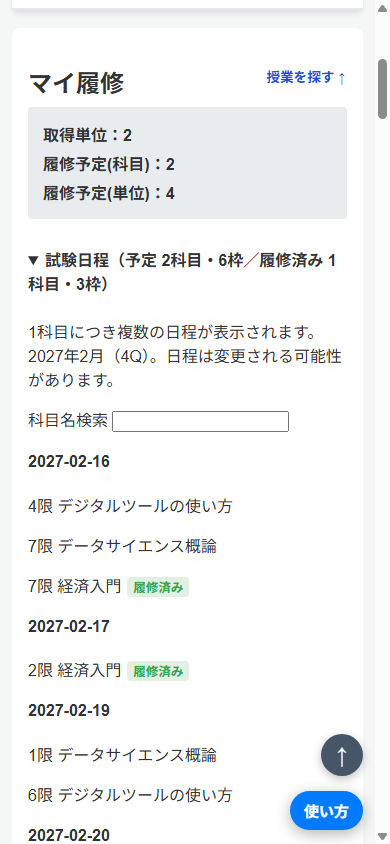 マイ履修
授業を探す ↑
取得単位：2
履修予定(科目)：2
履修予定(単位)：4
▼ 試験日程（予定 2科目・6枠／履修済み 1
科目・3枠）
1科目につき複数の日程が表示されます。
2027年2月（4Q）。日程は変更される可能性
があります。
科目名検索
2027-02-16
4限 デジタルツールの使い方
7限 データサイエンス概論
7限 経済入門 履修済み
2027-02-17
2限 経済入門 履修済み
2027-02-19
1限 データサイエンス概論
↑
6限 デジタルツールの使い方
使い方
2027-02-20